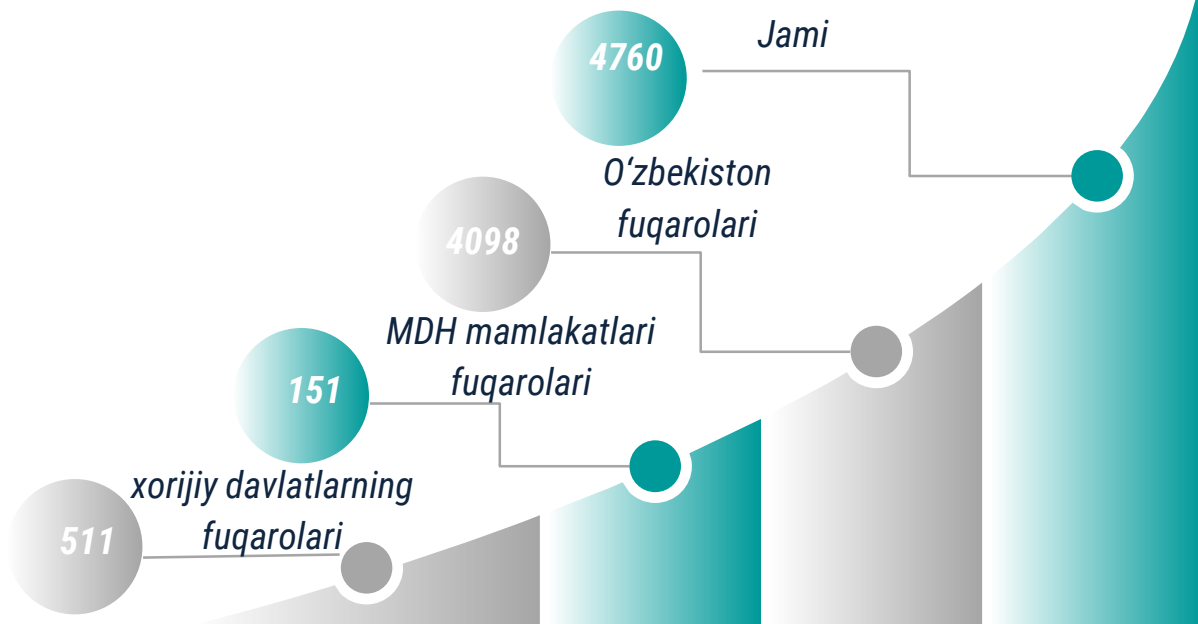 4760
Jami
4098
O‘zbekiston
fuqarolari
151
MDH mamlakatlari
fuqarolari
511
xorijiy davlatlarning
fuqarolari